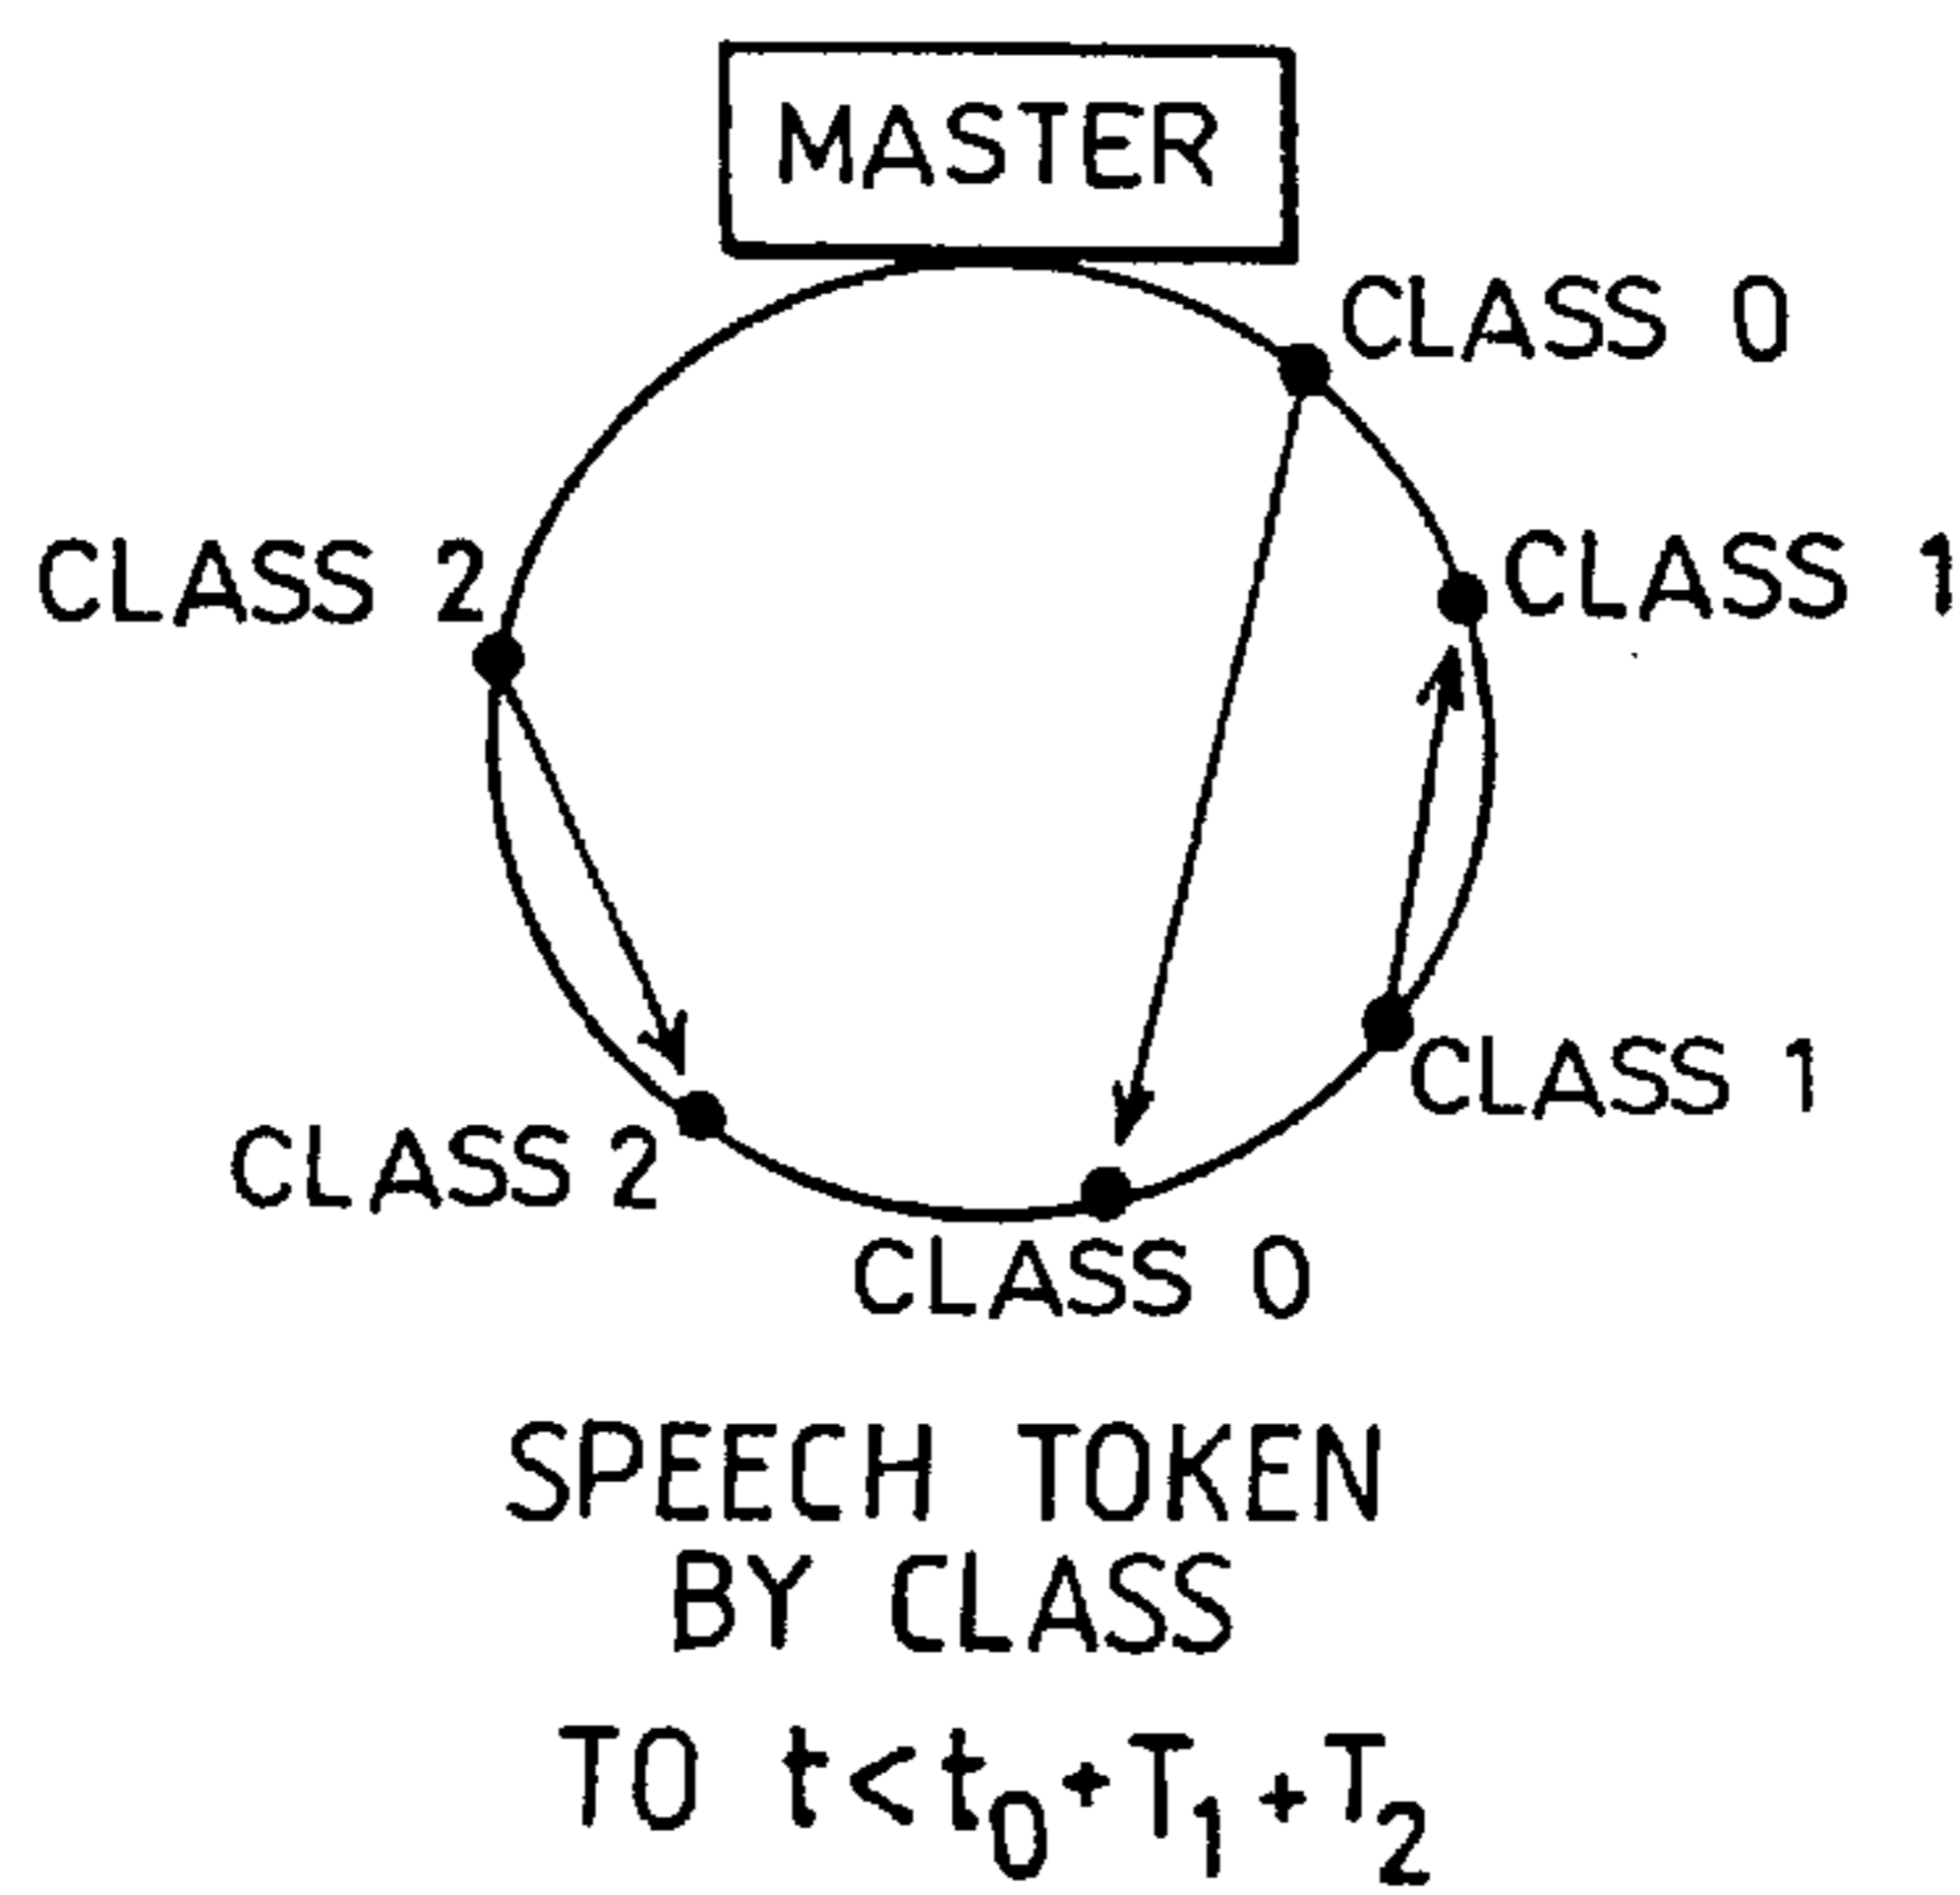 MASTER
CLASS 0
CLASS 2
CLASS 1
CLASS 1
CLASS 2
CLASS 0
SPEECH TOKEN
BY CLASS
TO t<t₀+T₁+T₂